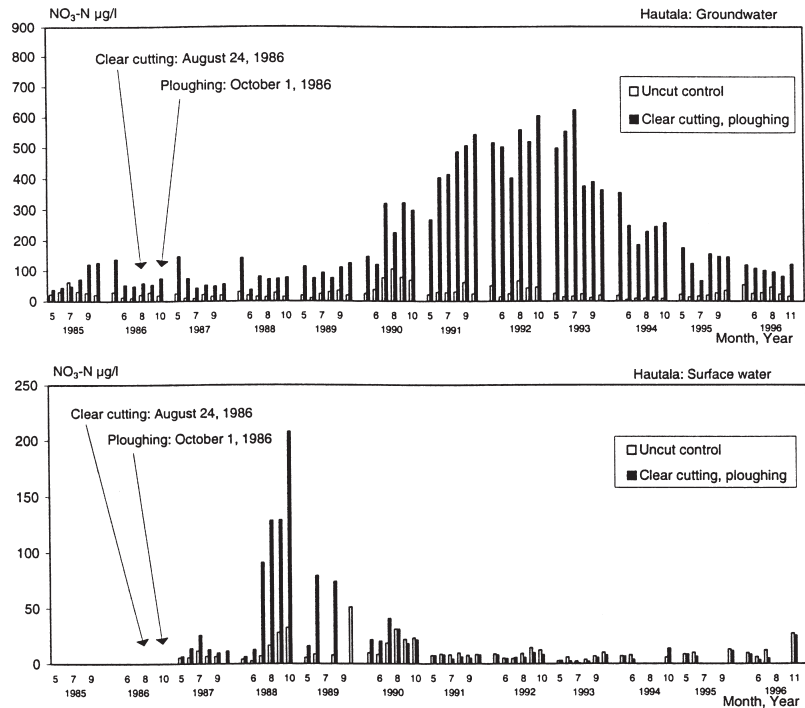 NO₃-N µg/l
Hautala: Groundwater
900
800
700
600
500
400
300
200
100
0
Clear cutting: August 24, 1986
Ploughing: October 1, 1986
Uncut control
Clear cutting, ploughing
5 7 9 6 8 10 5 7 9 6 8 10 5 7 9 6 8 10 5 7 9 6 8 10 5 7 9 6 8 10 5 7 9 6 8 11
1985 1986 1987 1988 1989 1990 1991 1992 1993 1994 1995 1996
Month, Year
NO₃-N µg/l
Hautala: Surface water
250
200
150
100
50
0
Clear cutting: August 24, 1986
Ploughing: October 1, 1986
Uncut control
Clear cutting, ploughing
5 7 9 6 8 10 5 7 9 6 8 10 5 7 9 6 8 10 5 7 9 6 8 10 5 7 9 6 8 10 5 7 9 6 8 11
1985 1986 1987 1988 1989 1990 1991 1992 1993 1994 1995 1996
Month, Year